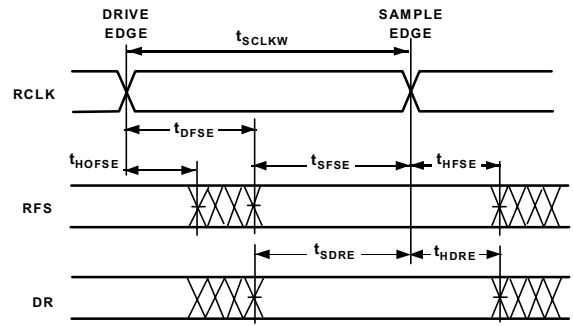 DRIVE EDGE
SAMPLE EDGE
tSCLKW
RCLK
tDFSE
tHOFSE
tSFSE
tHFSE
RFS
tSDRE
tHDRE
DR